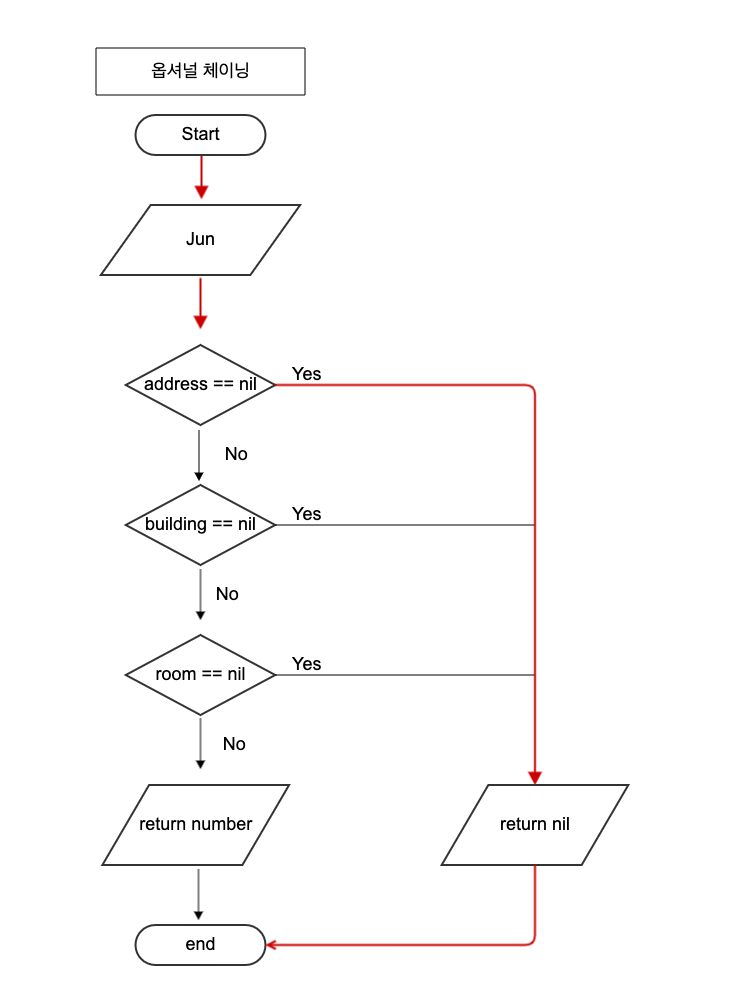 옵셔널 체이닝
Start
Jun
address == nil
Yes
No
building == nil
Yes
No
room == nil
Yes
No
return number
return nil
end